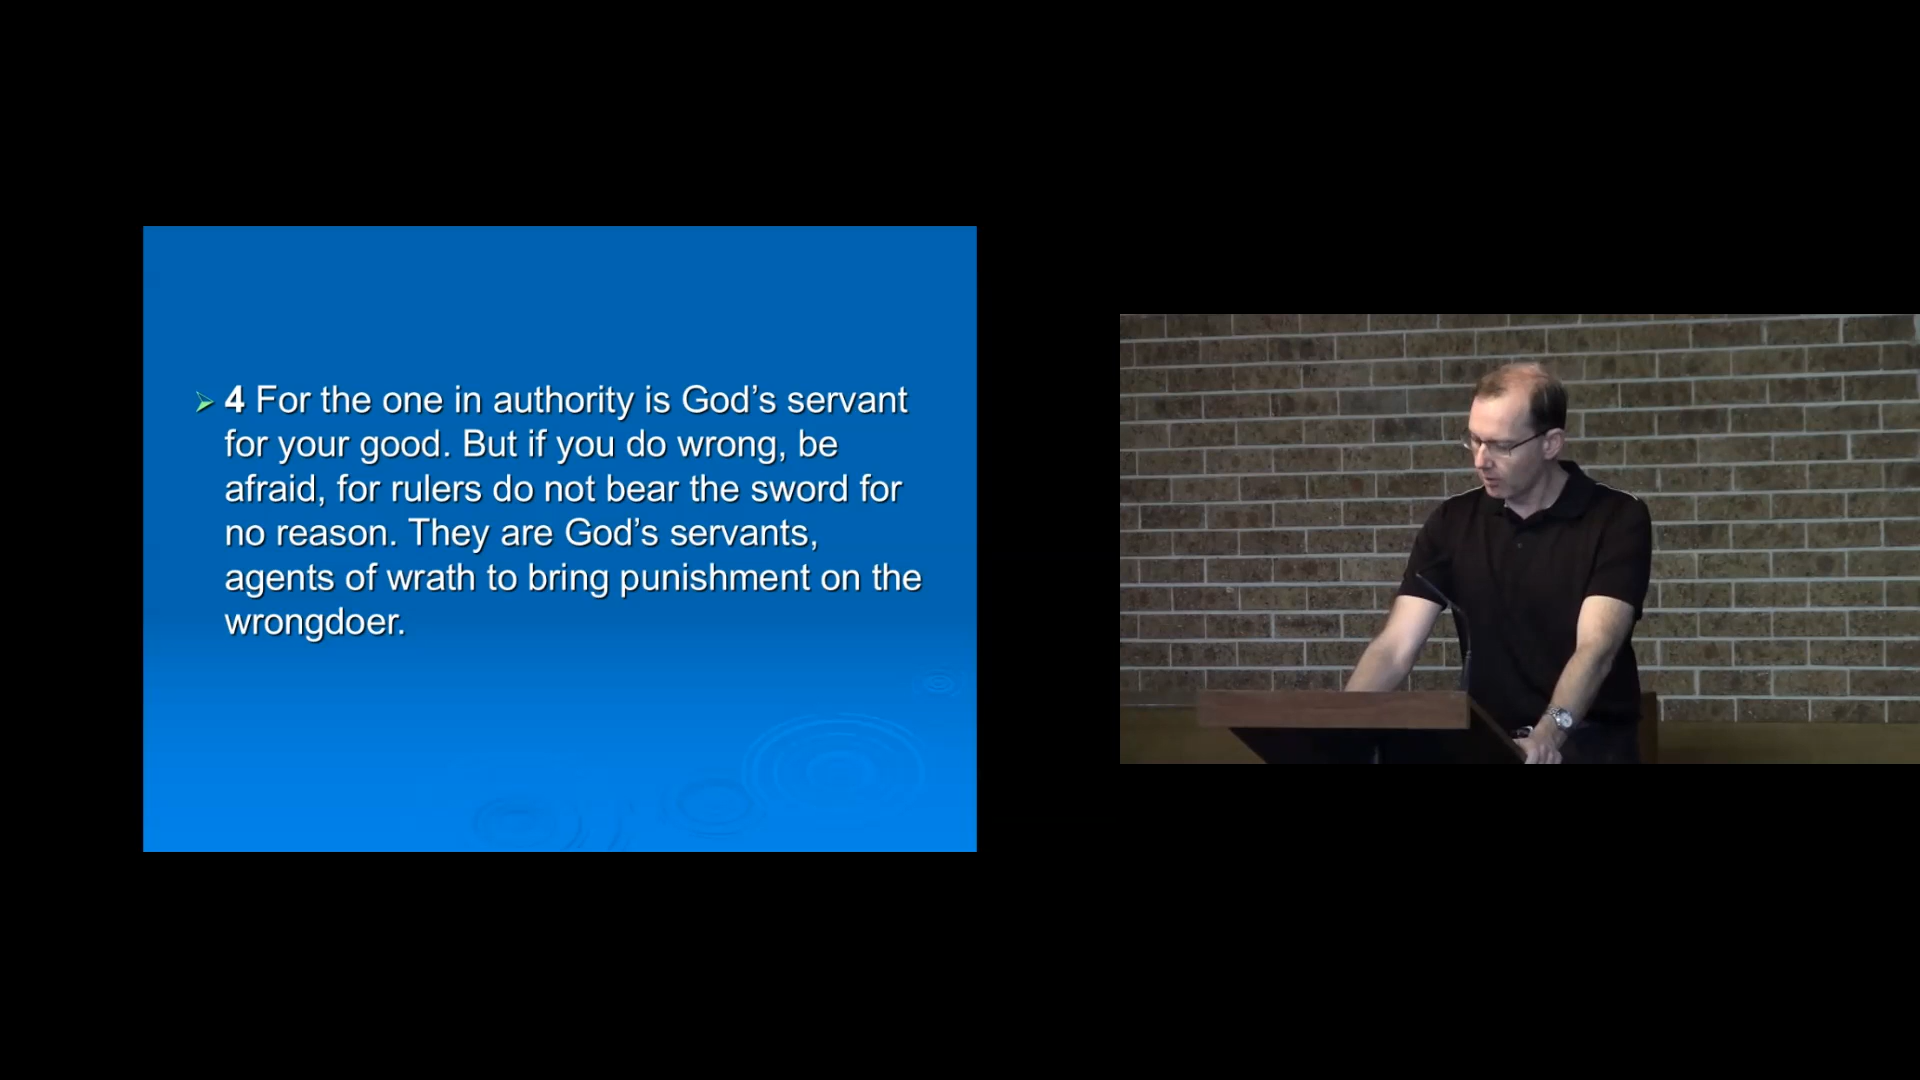 4 For the one in authority is God’s servant
for your good. But if you do wrong, be
afraid, for rulers do not bear the sword for
no reason. They are God’s servants,
agents of wrath to bring punishment on the
wrongdoer.